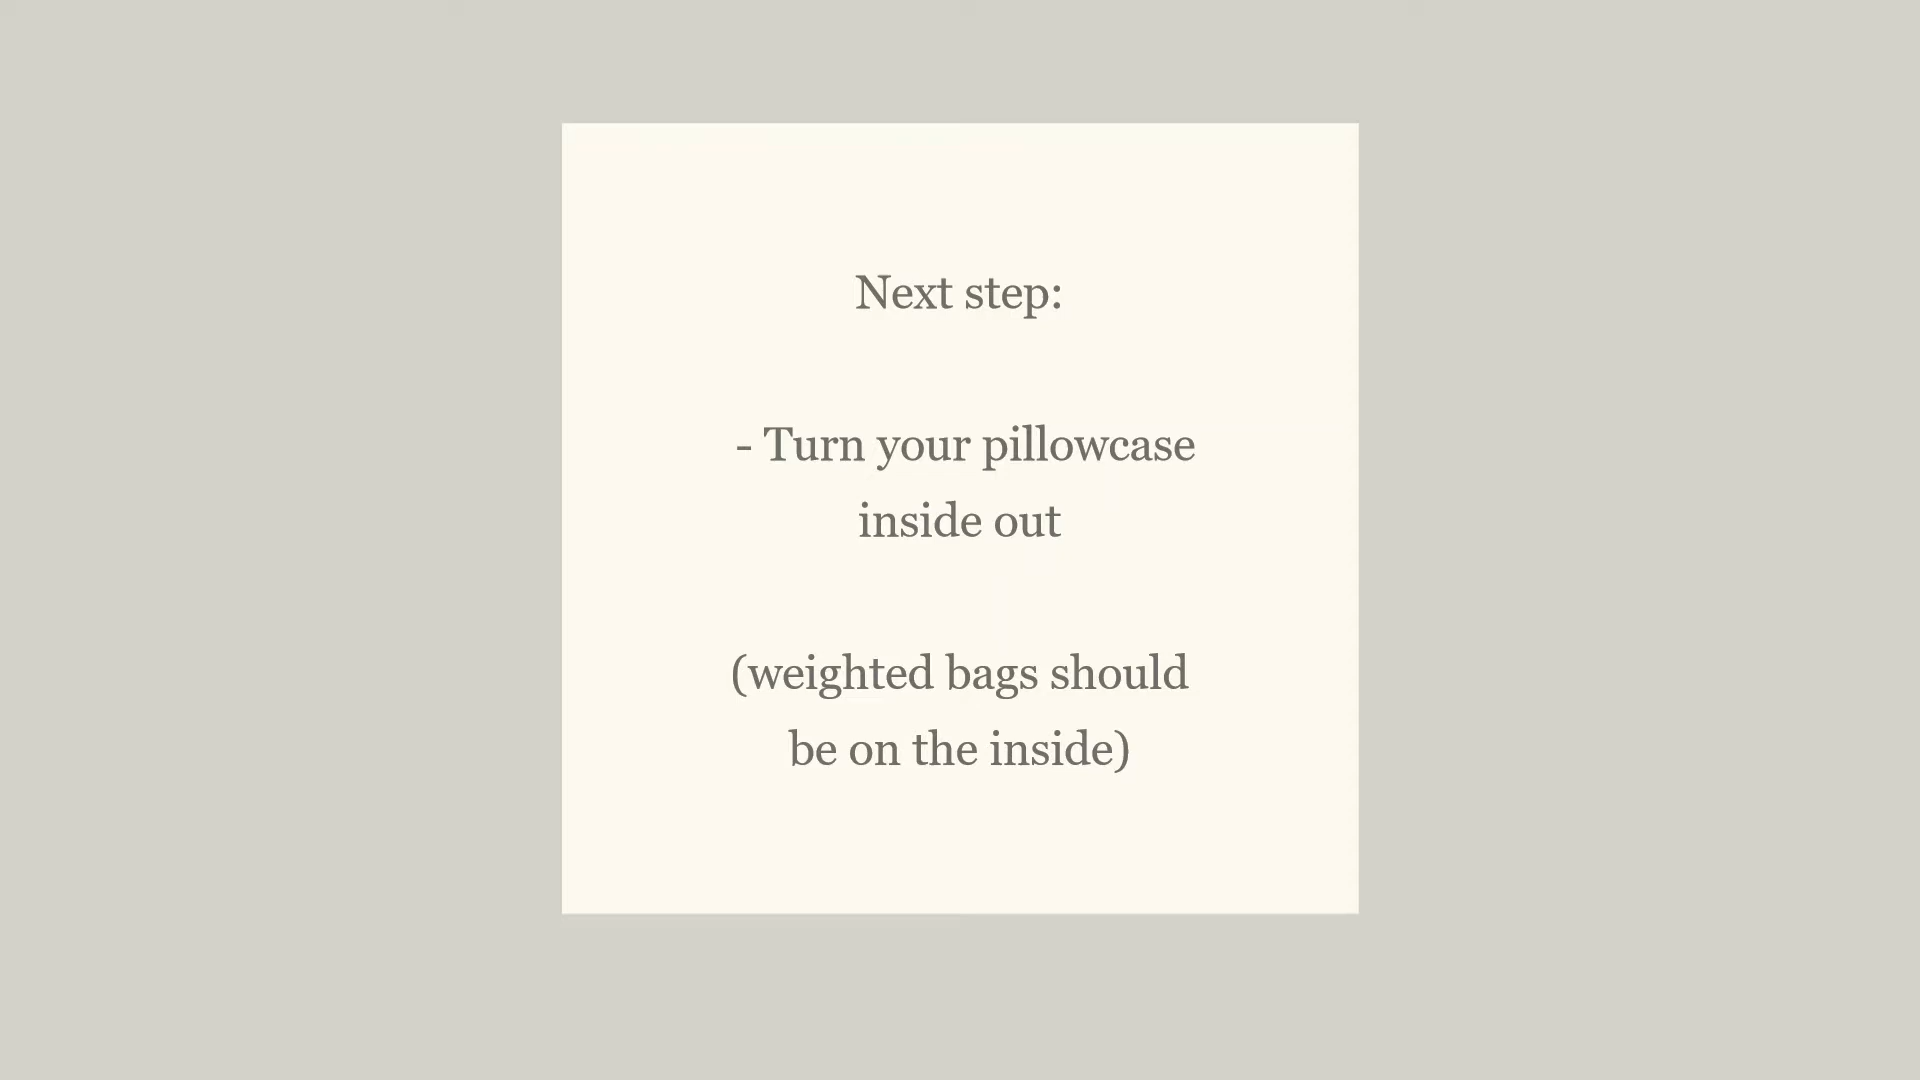 Next step:
- Turn your pillowcase
inside out
(weighted bags should
be on the inside)